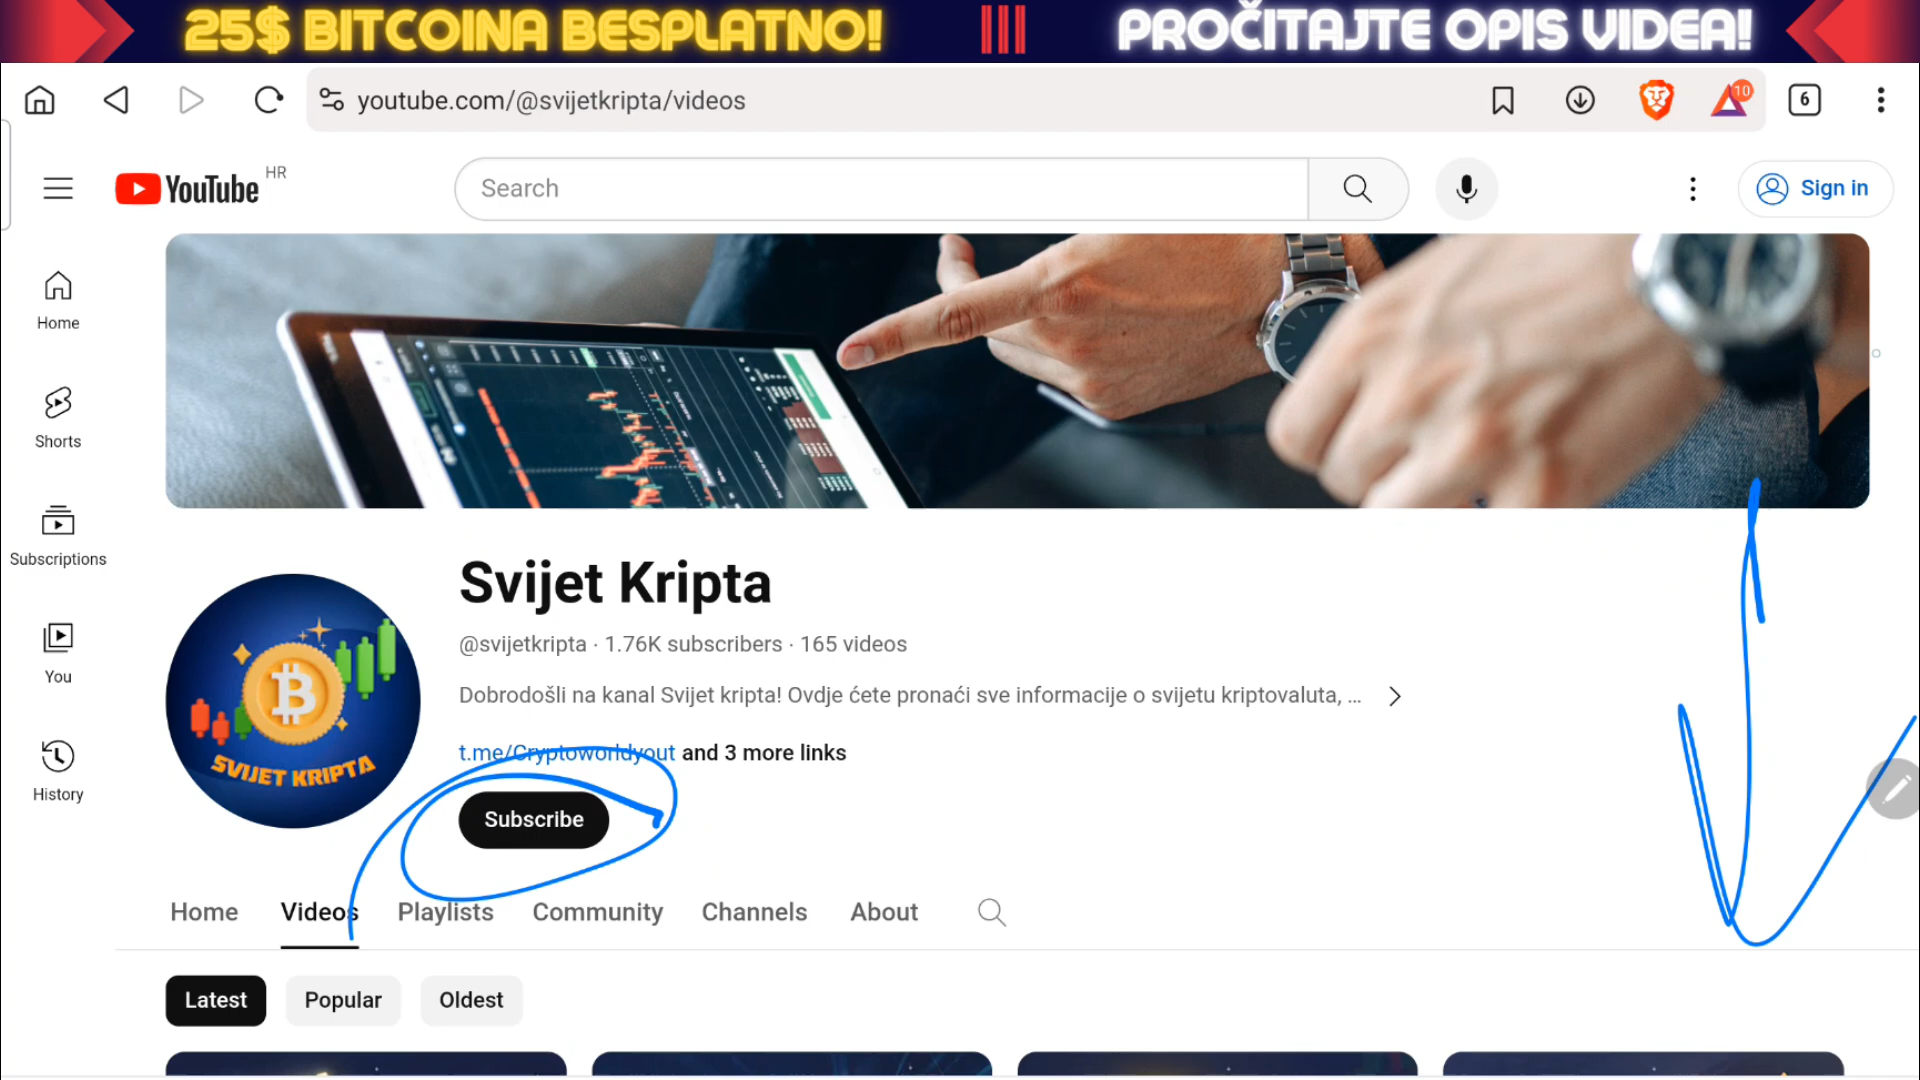 25$ BITCOINA BESPLATNO! ||| PROČITAJTE OPIS VIDEA!
youtube.com/@svijetkripta/videos
10
6
YouTube HR
Search
Sign in
Home
Shorts
Subscriptions
You
History
Svijet Kripta
@svijetkripta · 1.76K subscribers · 165 videos
Dobrodošli na kanal Svijet kripta! Ovdje ćete pronaći sve informacije o svijetu kriptovaluta, ...
t.me/Cryptoworldyout and 3 more links
SVIJET KRIPTA
Subscribe
Home Videos Playlists Community Channels About
Latest Popular Oldest